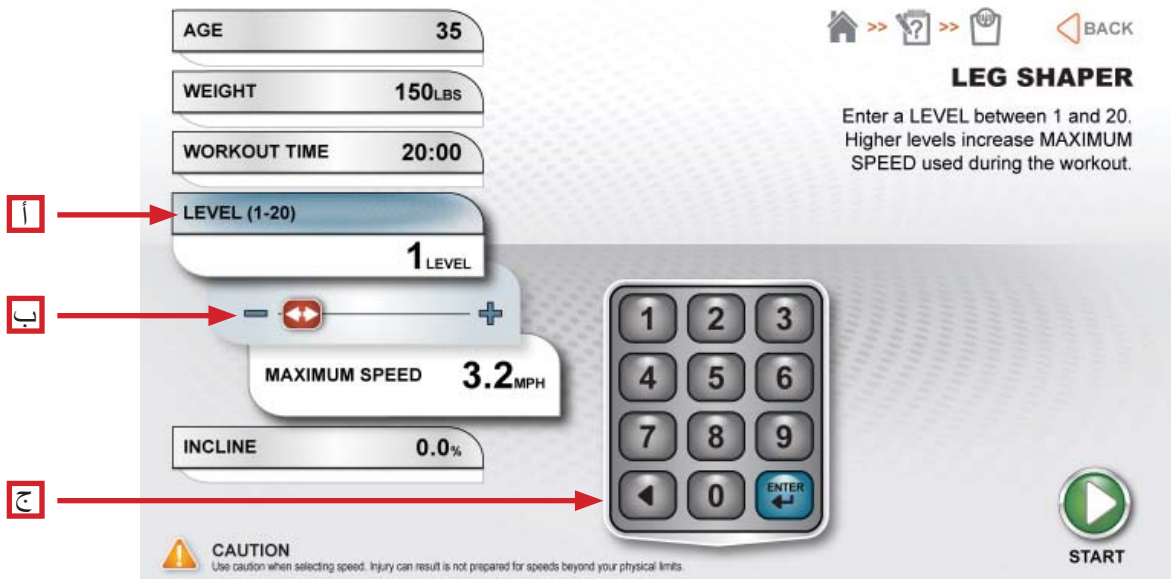 AGE 35
WEIGHT 150LBS
WORKOUT TIME 20:00
أ
LEVEL (1-20)
1 LEVEL
ب
MAXIMUM SPEED 3.2MPH
INCLINE 0.0%
ج
>> ? >> BACK
LEG SHAPER
Enter a LEVEL between 1 and 20.
Higher levels increase MAXIMUM
SPEED used during the workout.
1 2 3
4 5 6
7 8 9
0 ENTER
START
CAUTION
Use caution when selecting speed. Injury can result is not prepared for speeds beyond your physical limits.